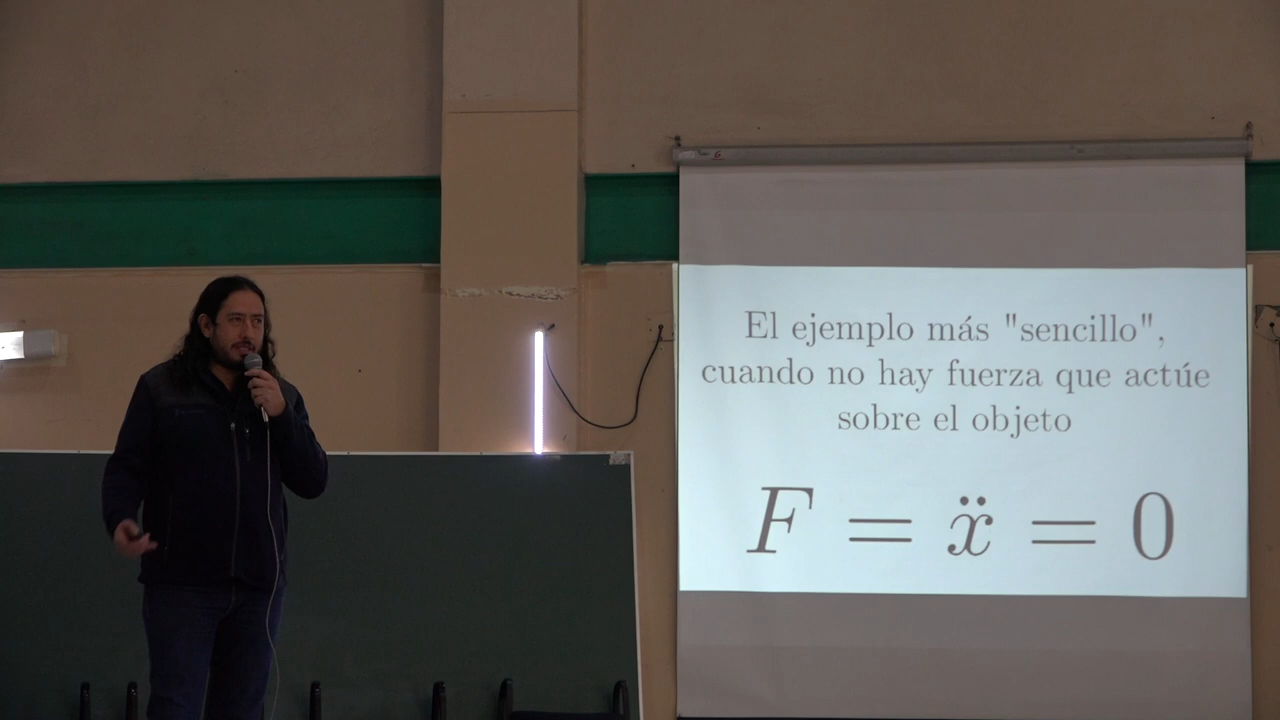 El ejemplo más "sencillo",
cuando no hay fuerza que actúe
sobre el objeto
F = ẍ = 0